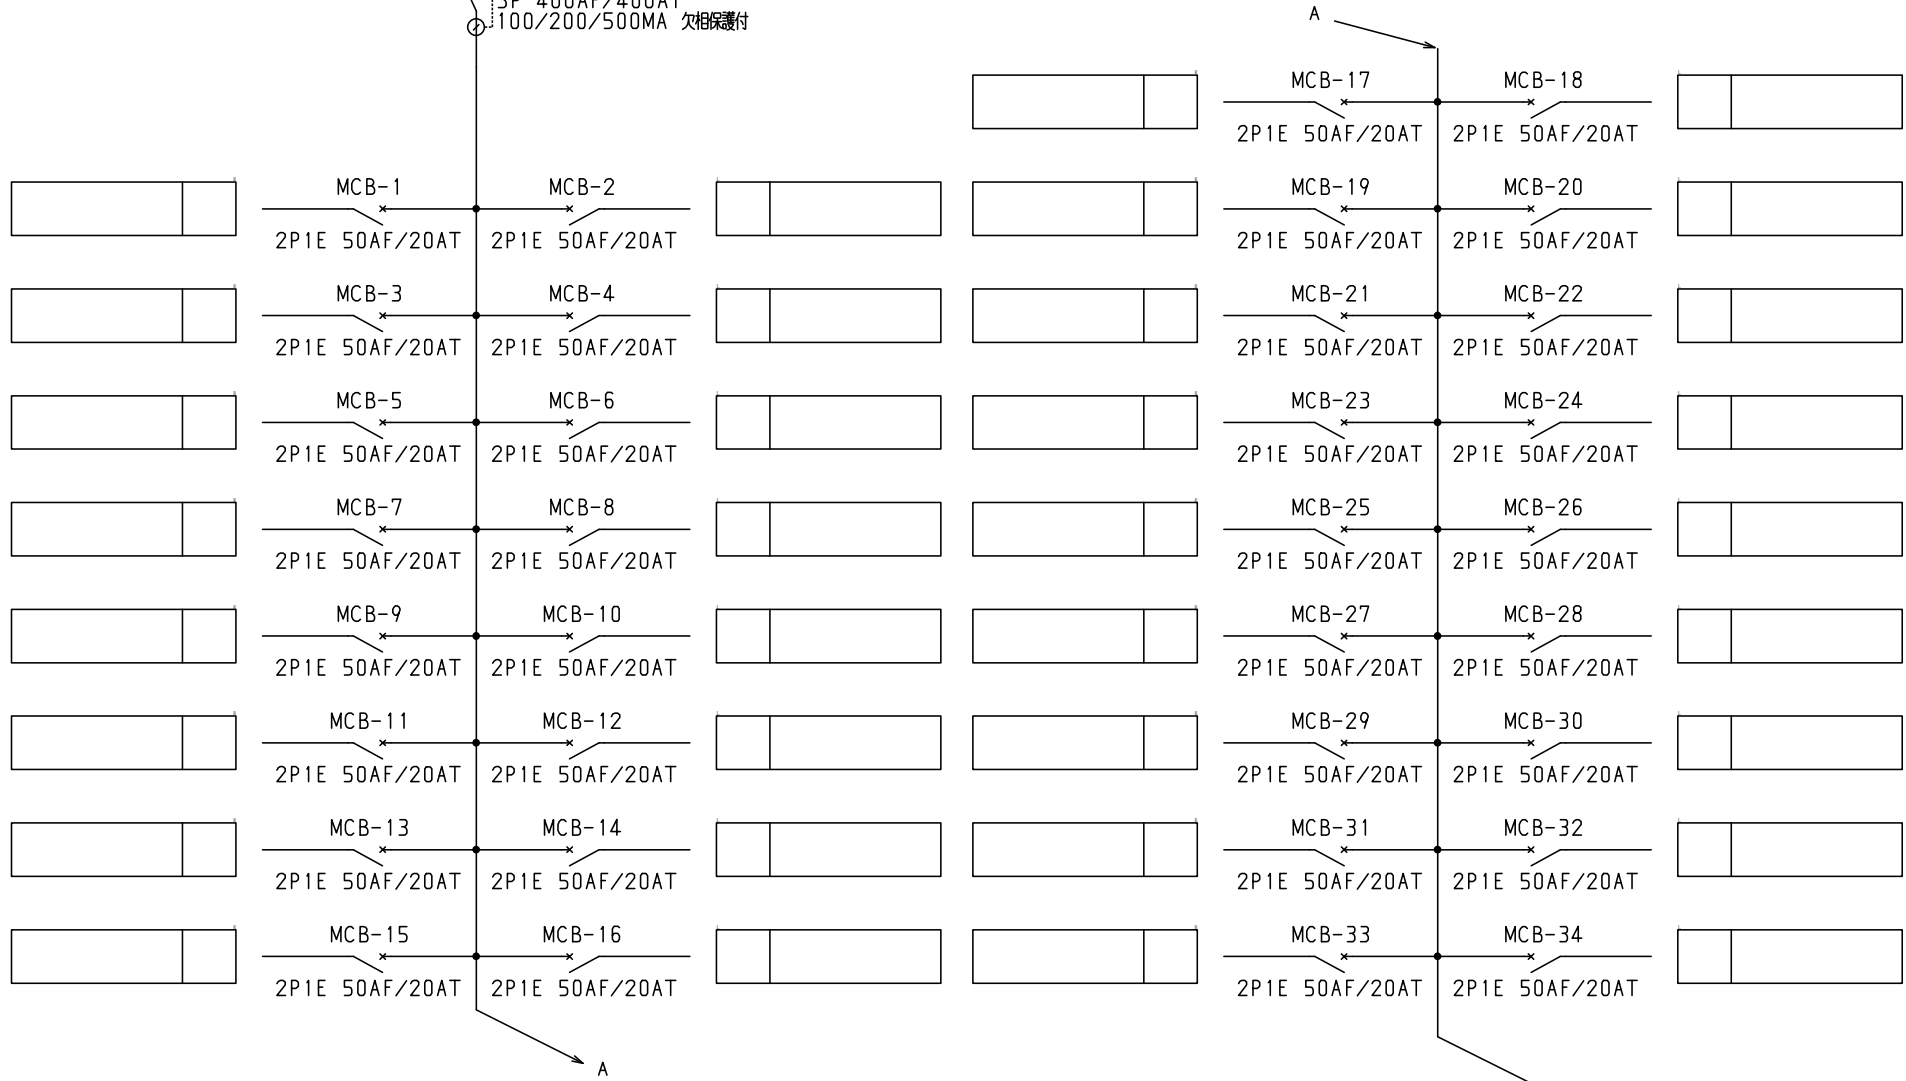 3P 400AF/400AT
100/200/500MA 欠相保護付
MCB-1 MCB-2
2P1E 50AF/20AT 2P1E 50AF/20AT
MCB-3 MCB-4
2P1E 50AF/20AT 2P1E 50AF/20AT
MCB-5 MCB-6
2P1E 50AF/20AT 2P1E 50AF/20AT
MCB-7 MCB-8
2P1E 50AF/20AT 2P1E 50AF/20AT
MCB-9 MCB-10
2P1E 50AF/20AT 2P1E 50AF/20AT
MCB-11 MCB-12
2P1E 50AF/20AT 2P1E 50AF/20AT
MCB-13 MCB-14
2P1E 50AF/20AT 2P1E 50AF/20AT
MCB-15 MCB-16
2P1E 50AF/20AT 2P1E 50AF/20AT
A
A
MCB-17 MCB-18
2P1E 50AF/20AT 2P1E 50AF/20AT
MCB-19 MCB-20
2P1E 50AF/20AT 2P1E 50AF/20AT
MCB-21 MCB-22
2P1E 50AF/20AT 2P1E 50AF/20AT
MCB-23 MCB-24
2P1E 50AF/20AT 2P1E 50AF/20AT
MCB-25 MCB-26
2P1E 50AF/20AT 2P1E 50AF/20AT
MCB-27 MCB-28
2P1E 50AF/20AT 2P1E 50AF/20AT
MCB-29 MCB-30
2P1E 50AF/20AT 2P1E 50AF/20AT
MCB-31 MCB-32
2P1E 50AF/20AT 2P1E 50AF/20AT
MCB-33 MCB-34
2P1E 50AF/20AT 2P1E 50AF/20AT